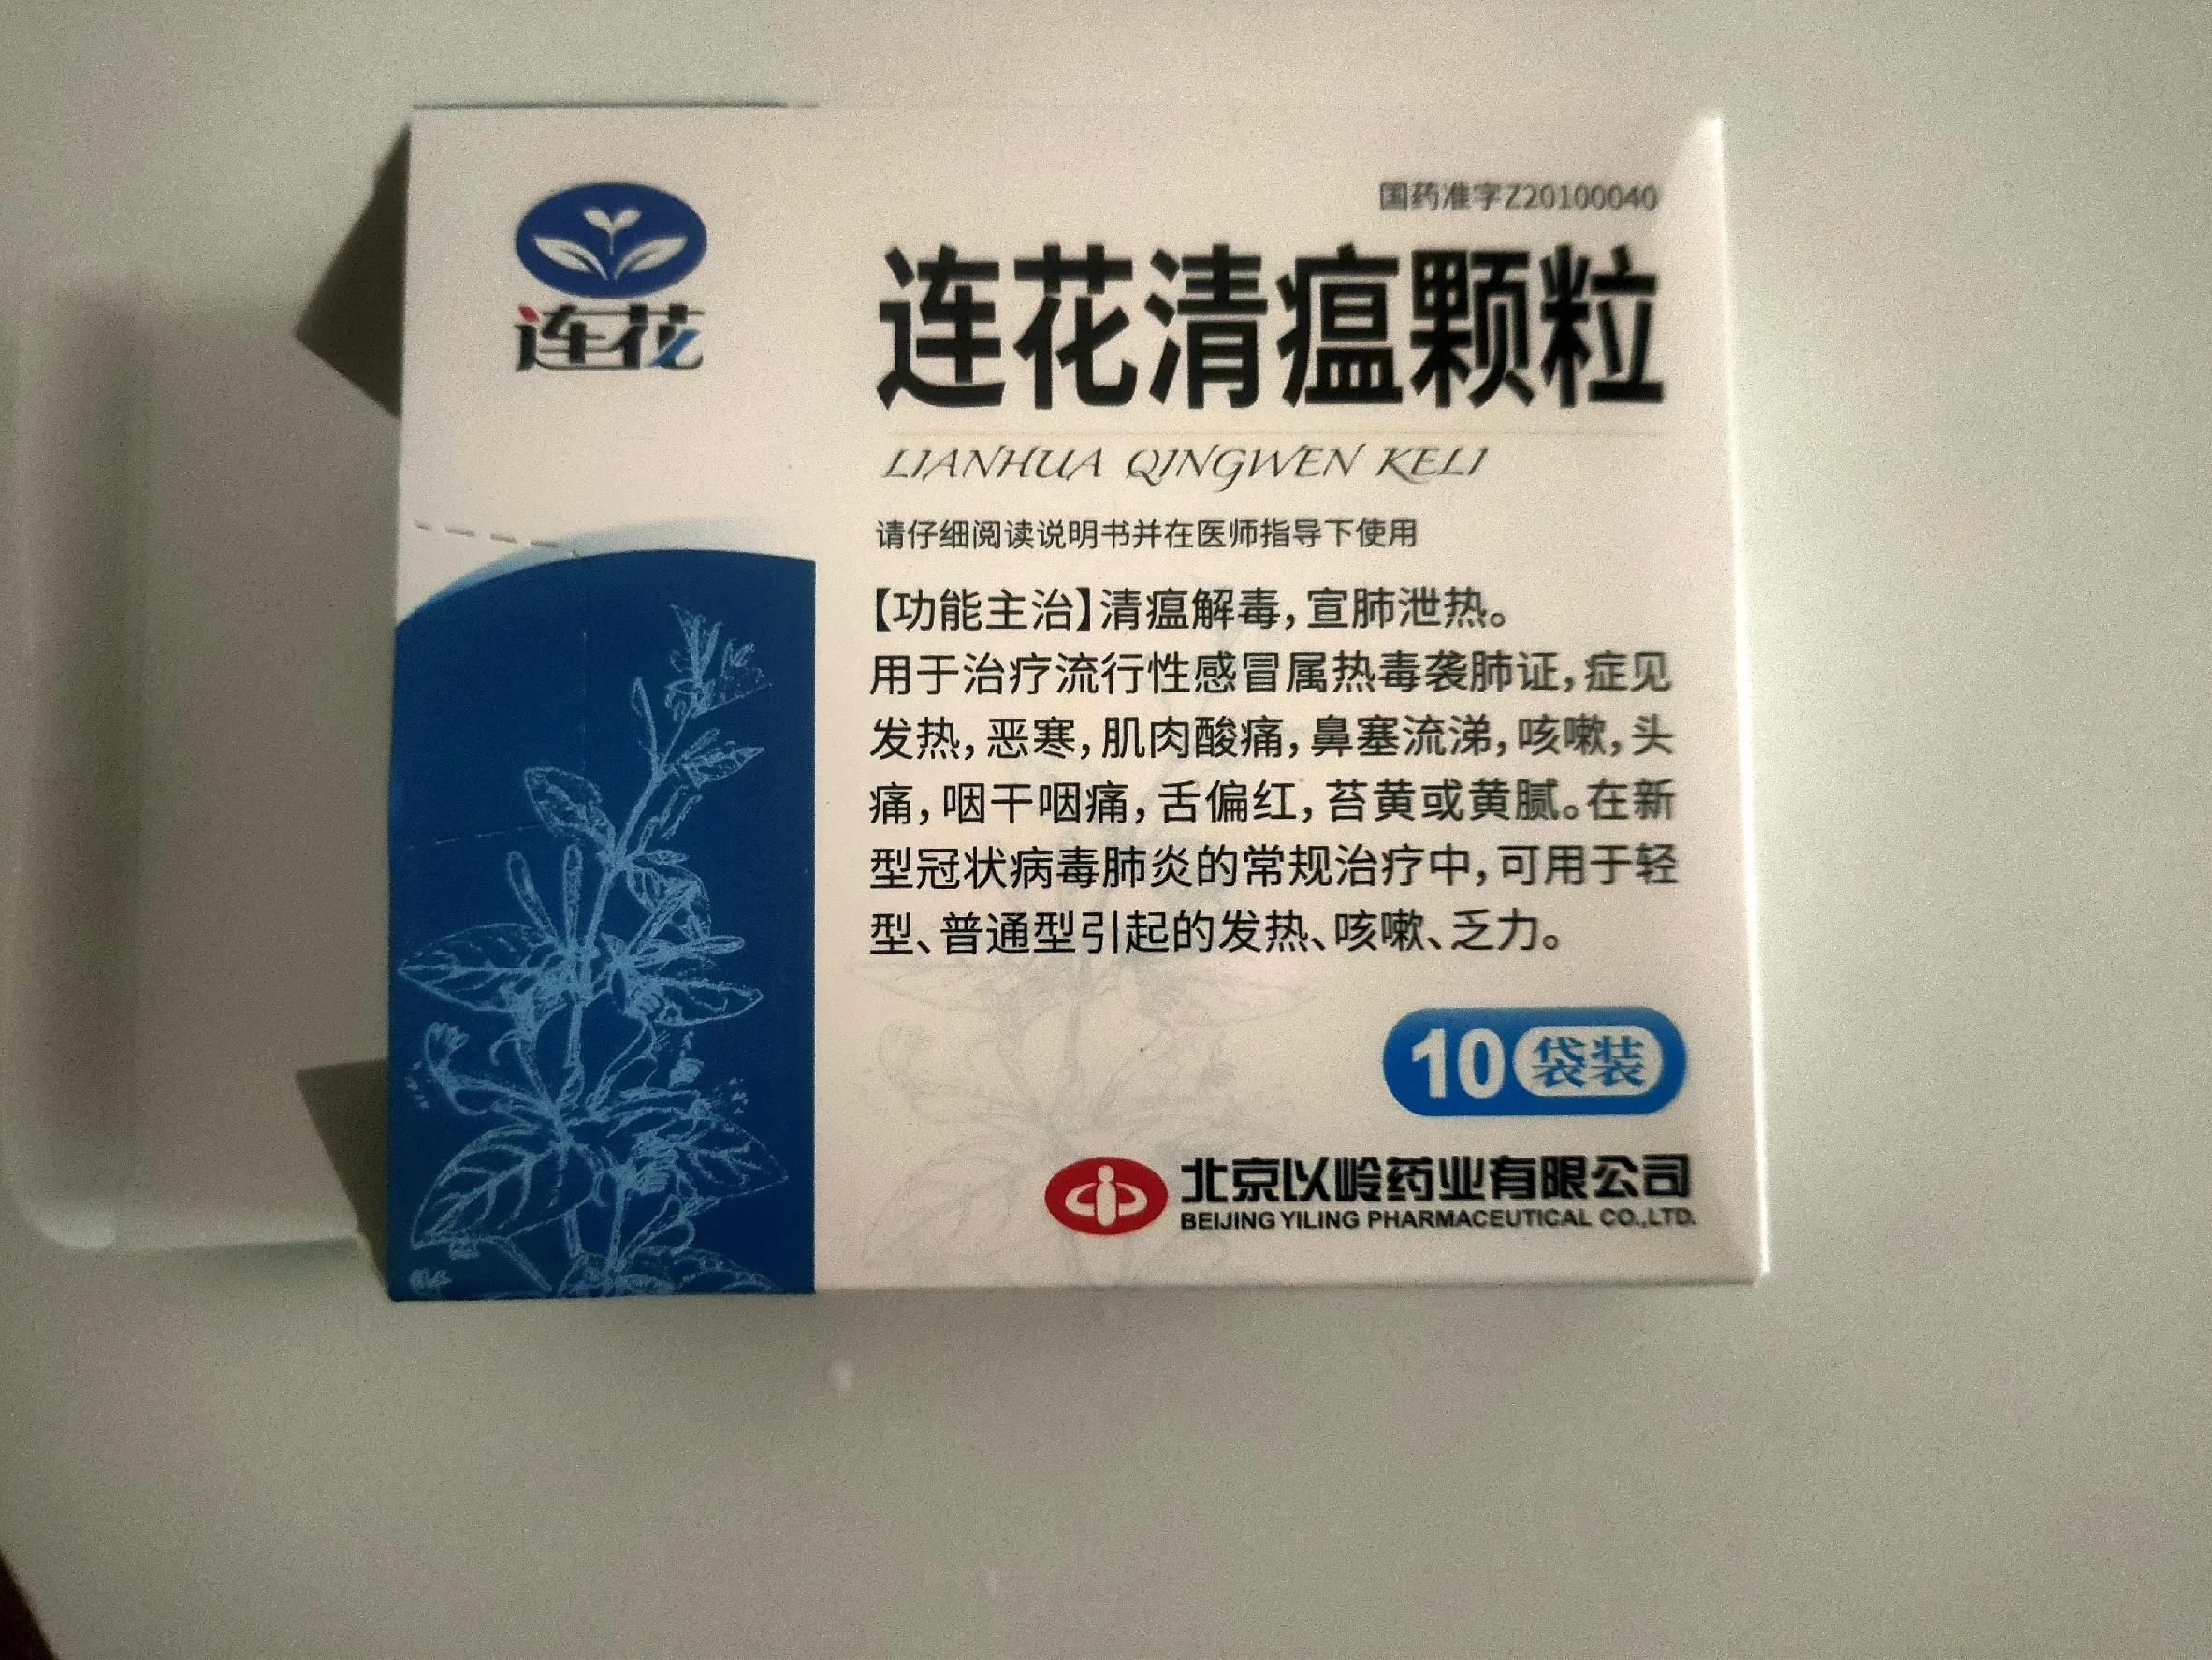 连花
国药准字Z20100040
连花清瘟颗粒
LIANHUA QINGWEN KELI
请仔细阅读说明书并在医师指导下使用
【功能主治】清瘟解毒，宣肺泄热。
用于治疗流行性感冒属热毒袭肺证，症见
发热，恶寒，肌肉酸痛，鼻塞流涕，咳嗽，头
痛，咽干咽痛，舌偏红，苔黄或黄腻。在新
型冠状病毒肺炎的常规治疗中，可用于轻
型、普通型引起的发热、咳嗽、乏力。
10袋装
北京以岭药业有限公司
BEIJING YILING PHARMACEUTICAL CO.,LTD.